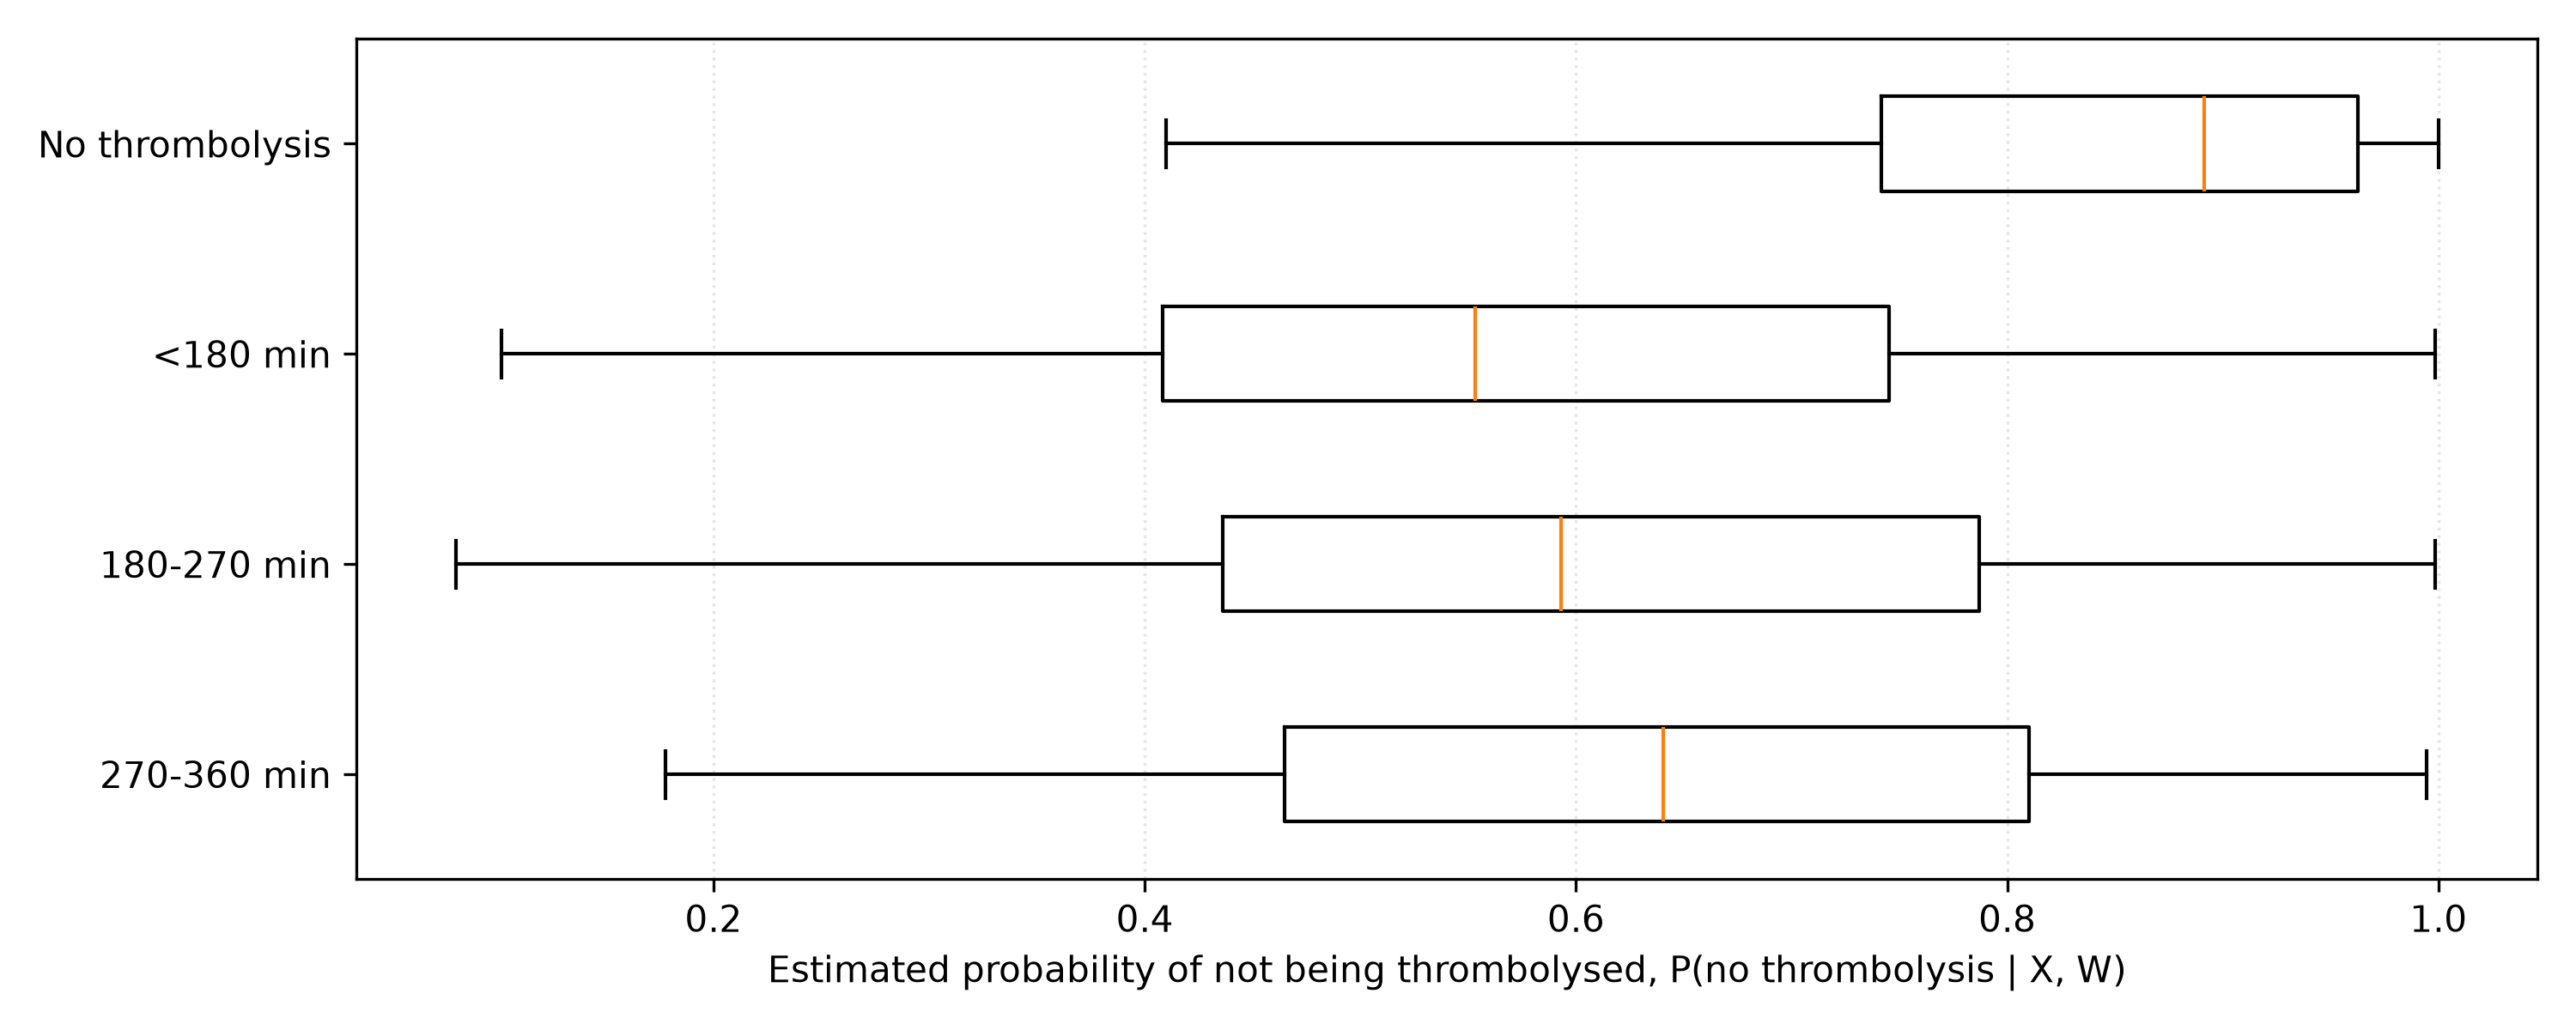 No thrombolysis
<180 min
180-270 min
270-360 min
0.2 0.4 0.6 0.8 1.0
Estimated probability of not being thrombolysed, P(no thrombolysis | X, W)